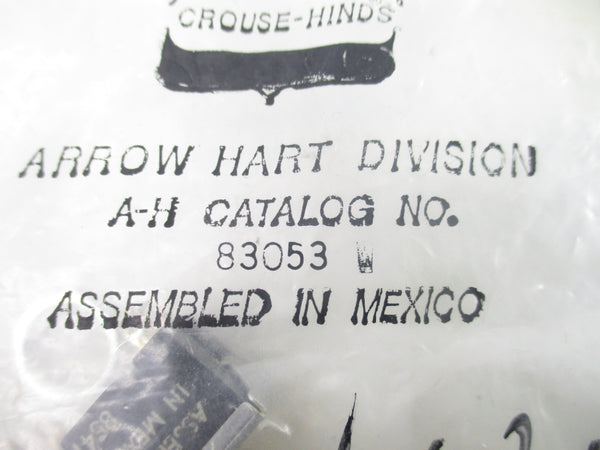 CROUSE-HINDS
ARROW HART DIVISION
A-H CATALOG NO.
83053 W
ASSEMBLED IN MEXICO